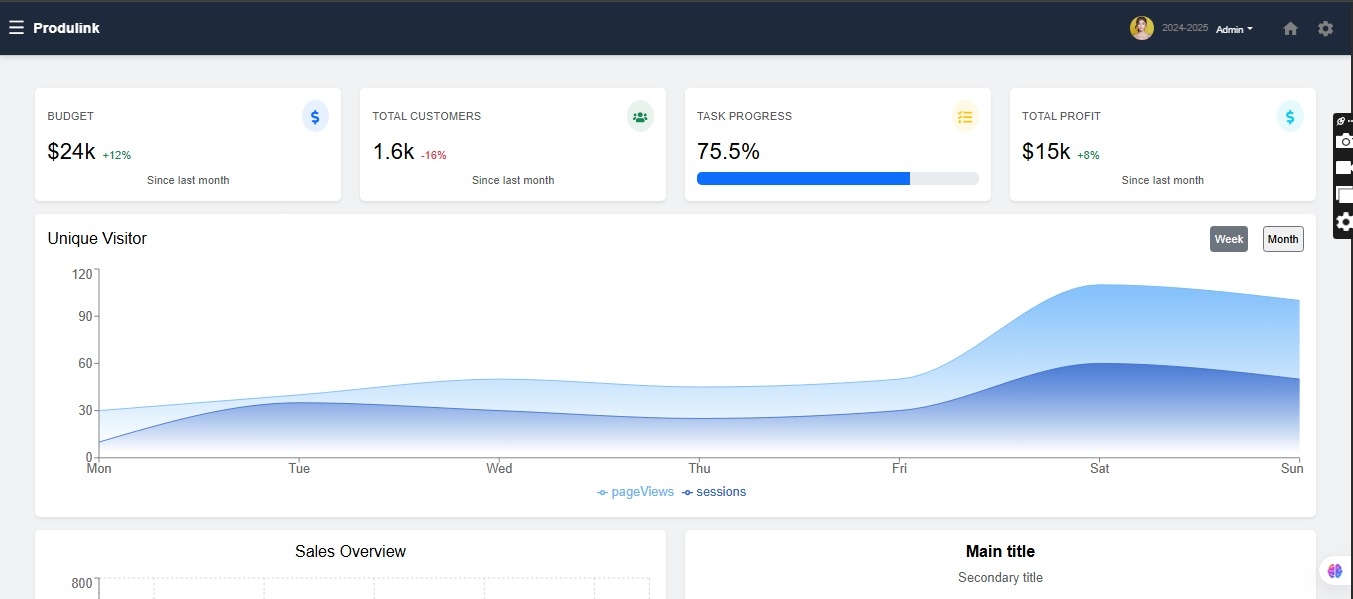 Produlink
2024-2025 Admin
BUDGET
$24k +12%
Since last month
TOTAL CUSTOMERS
1.6k -16%
Since last month
TASK PROGRESS
75.5%
TOTAL PROFIT
$15k +8%
Since last month
Unique Visitor
Week Month
120
90
60
30
0
Mon Tue Wed Thu Fri Sat Sun
pageViews sessions
Sales Overview
800
Main title
Secondary title